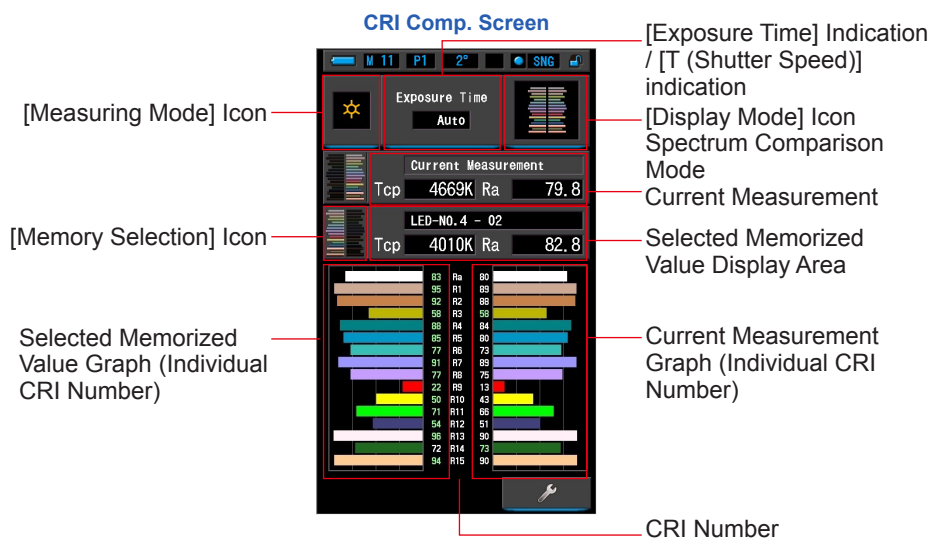 CRI Comp. Screen
[Exposure Time] Indication
/ [T (Shutter Speed)]
indication
M 11 P1 2° SNG
[Measuring Mode] Icon
Exposure Time
Auto
[Display Mode] Icon
Spectrum Comparison
Mode
Current Measurement
Tcp 4669K Ra 79.8
Current Measurement
[Memory Selection] Icon
LED-NO.4 - 02
Tcp 4010K Ra 82.8
Selected Memorized
Value Display Area
83 Ra 80
95 R1 89
92 R2 88
58 R3 58
88 R4 84
85 R5 80
77 R6 73
91 R7 89
77 R8 75
22 R9 13
50 R10 43
71 R11 66
54 R12 51
96 R13 90
72 R14 73
94 R15 90
Selected Memorized
Value Graph (Individual
CRI Number)
Current Measurement
Graph (Individual CRI
Number)
CRI Number